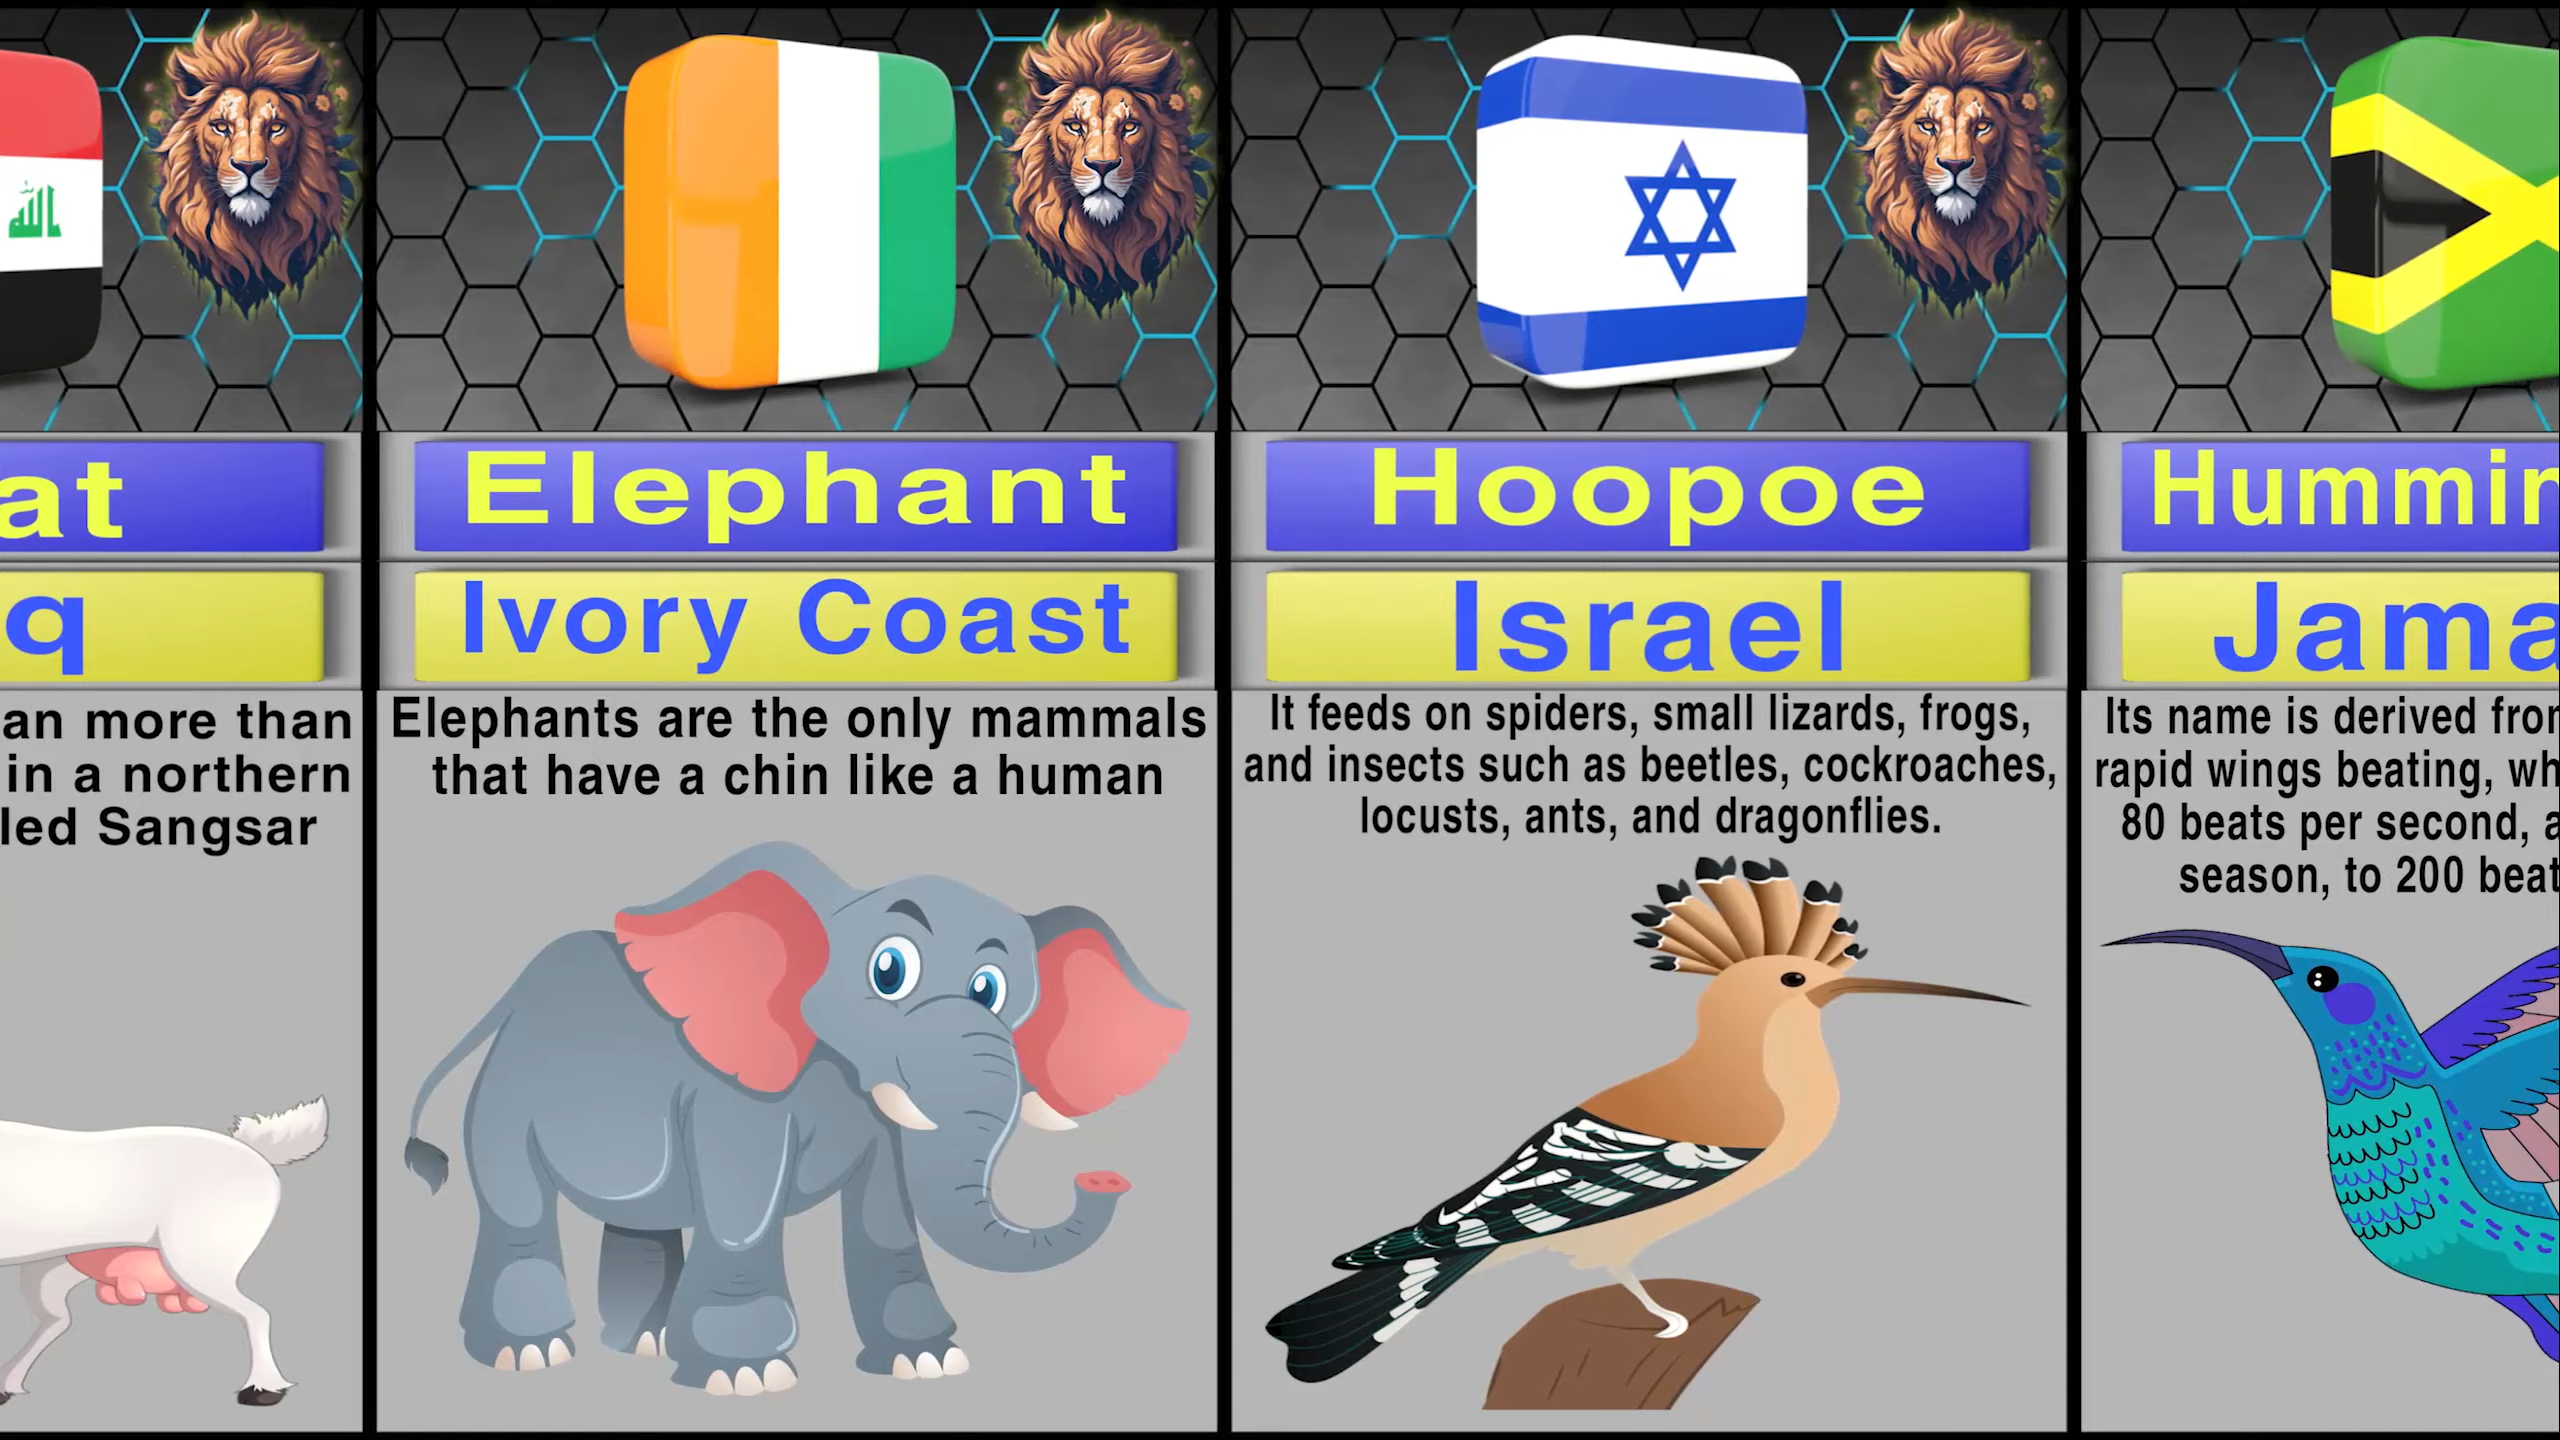 الله
at
q
an more than
in a northern
led Sangsar
Elephant
Ivory Coast
Elephants are the only mammals
that have a chin like a human
Hoopoe
Israel
It feeds on spiders, small lizards, frogs,
and insects such as beetles, cockroaches,
locusts, ants, and dragonflies.
Hummin
Jama
Its name is derived from
rapid wings beating, wh
80 beats per second, a
season, to 200 beat